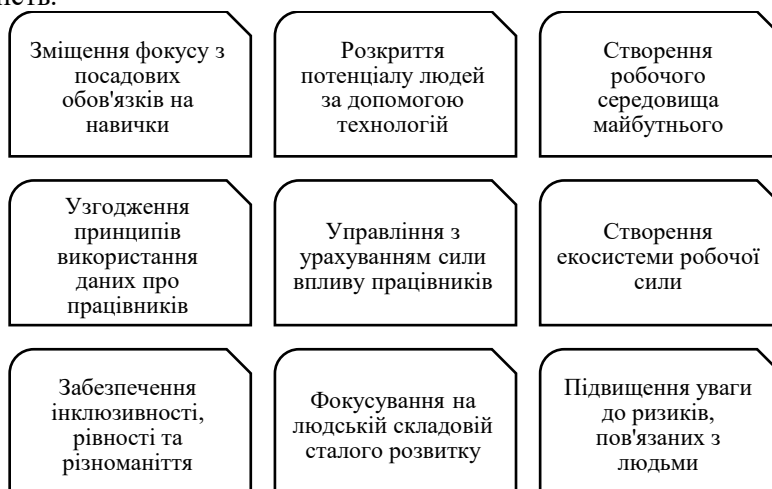 Зміщення фокусу з
посадових
обов'язків на
навички
Розкриття
потенціалу людей
за допомогою
технологій
Створення
робочого
середовища
майбутнього
Узгодження
принципів
використання
даних про
працівників
Управління з
урахуванням сили
впливу працівників
Створення
екосистеми робочої
сили
Забезпечення
інклюзивності,
рівності та
різноманіття
Фокусування на
людській складовій
сталого розвитку
Підвищення уваги
до ризиків,
пов'язаних з
людьми